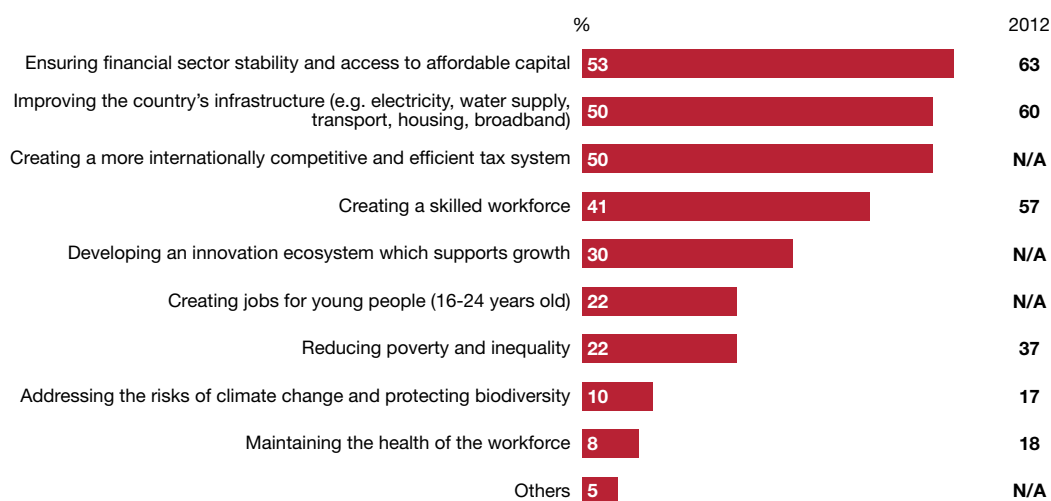 % 2012
Ensuring financial sector stability and access to affordable capital 53 63
Improving the country’s infrastructure (e.g. electricity, water supply,
transport, housing, broadband) 50 60
Creating a more internationally competitive and efficient tax system 50 N/A
Creating a skilled workforce 41 57
Developing an innovation ecosystem which supports growth 30 N/A
Creating jobs for young people (16-24 years old) 22 N/A
Reducing poverty and inequality 22 37
Addressing the risks of climate change and protecting biodiversity 10 17
Maintaining the health of the workforce 8 18
Others 5 N/A